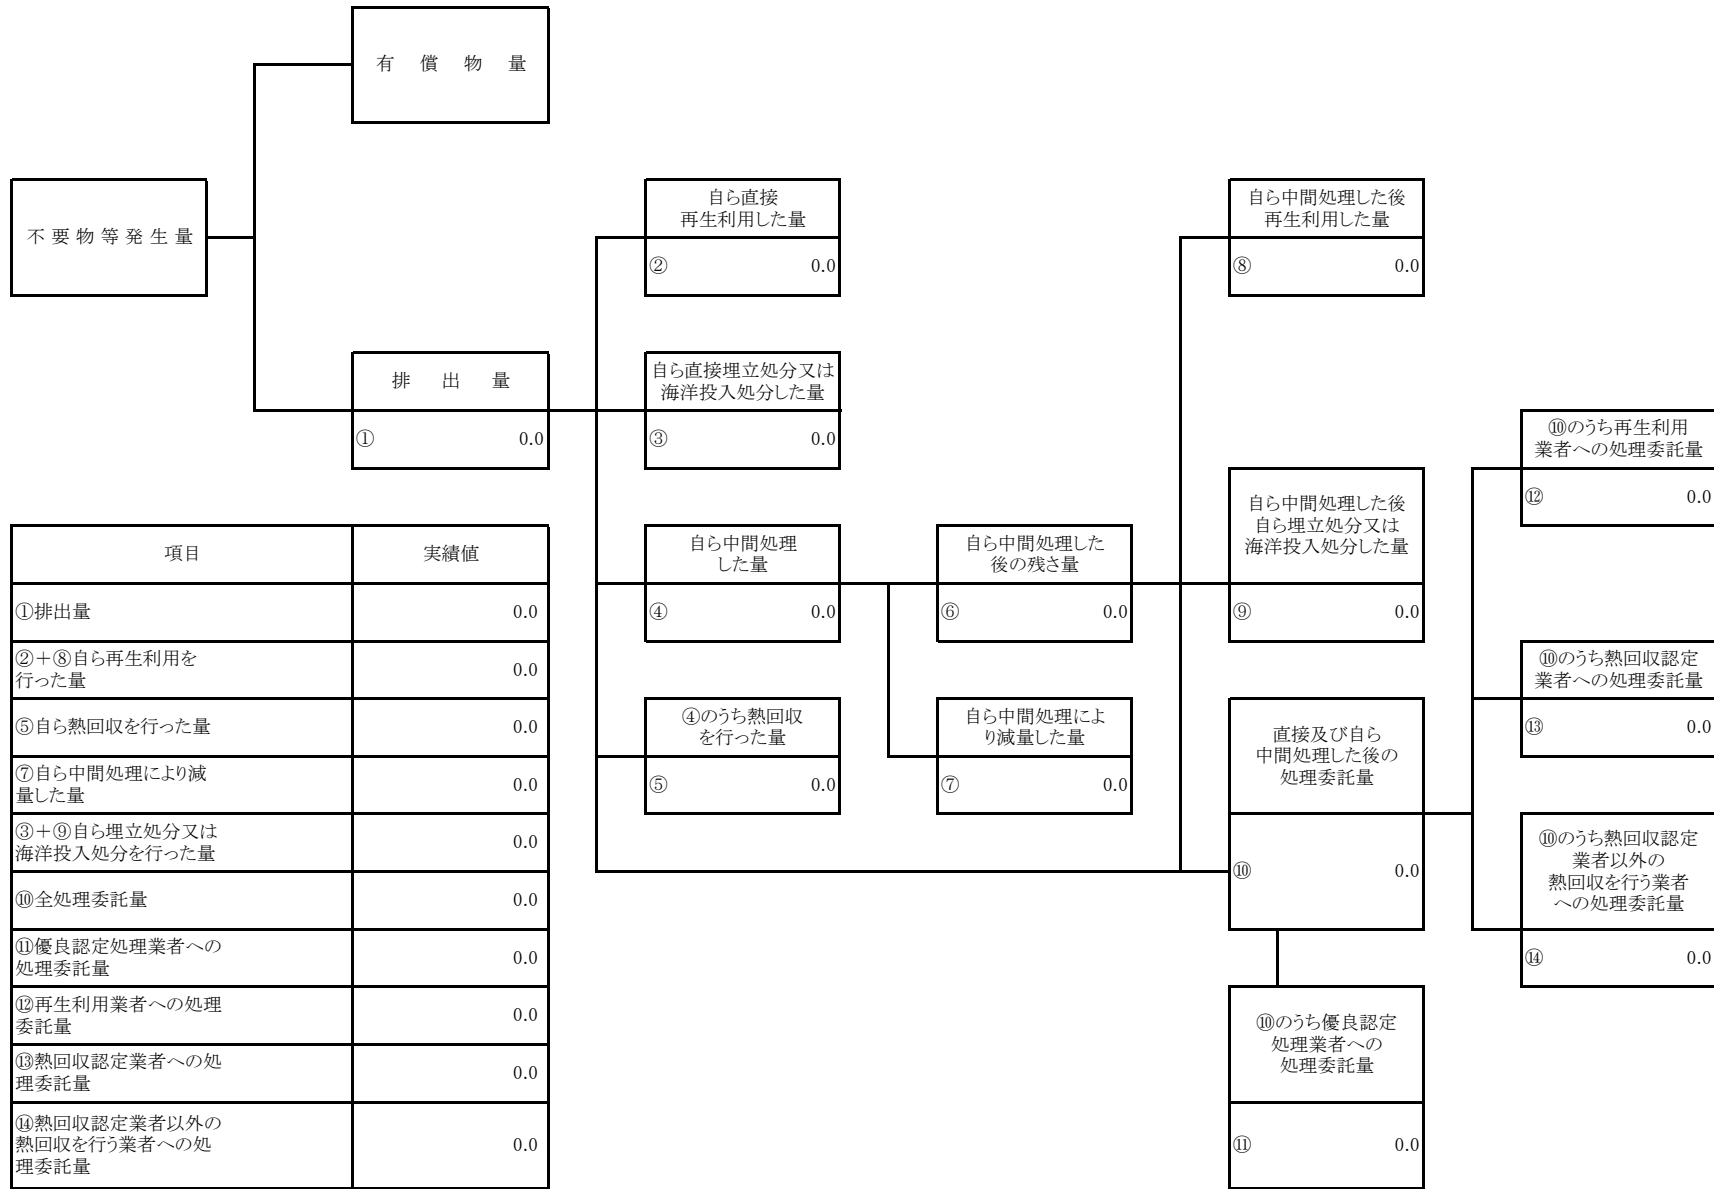 有　償　物　量
不要物等発生量
排　出　量
① 0.0
自ら直接
再生利用した量
② 0.0
自ら直接埋立処分又は
海洋投入処分した量
③ 0.0
自ら中間処理
した量
④ 0.0
④のうち熱回収
を行った量
⑤ 0.0
自ら中間処理した
後の残さ量
⑥ 0.0
自ら中間処理によ
り減量した量
⑦ 0.0
自ら中間処理した後
再生利用した量
⑧ 0.0
自ら中間処理した後
自ら埋立処分又は
海洋投入処分した量
⑨ 0.0
直接及び自ら
中間処理した後の
処理委託量
⑩ 0.0
⑩のうち優良認定
処理業者への
処理委託量
⑪ 0.0
⑩のうち再生利用
業者への処理委託量
⑫ 0.0
⑩のうち熱回収認定
業者への処理委託量
⑬ 0.0
⑩のうち熱回収認定
業者以外の
熱回収を行う業者
への処理委託量
⑭ 0.0
項目 実績値
①排出量 0.0
②＋⑧自ら再生利用を
行った量 0.0
⑤自ら熱回収を行った量 0.0
⑦自ら中間処理により減
量した量 0.0
③＋⑨自ら埋立処分又は
海洋投入処分を行った量 0.0
⑩全処理委託量 0.0
⑪優良認定処理業者への
処理委託量 0.0
⑫再生利用業者への処理
委託量 0.0
⑬熱回収認定業者への処
理委託量 0.0
⑭熱回収認定業者以外の
熱回収を行う業者への処
理委託量 0.0